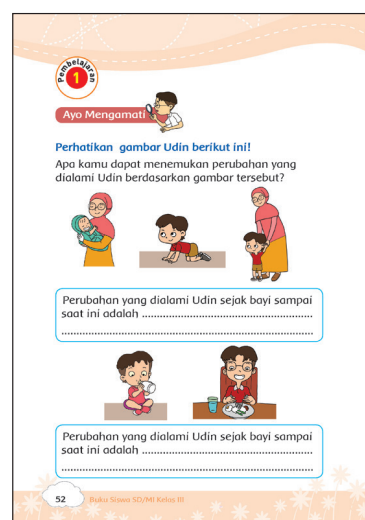 Pembelajaran
1
Ayo Mengamati
Perhatikan gambar Udin berikut ini!
Apa kamu dapat menemukan perubahan yang
dialami Udin berdasarkan gambar tersebut?
Perubahan yang dialami Udin sejak bayi sampai
saat ini adalah ..........................................................
.....................................................................................
Perubahan yang dialami Udin sejak bayi sampai
saat ini adalah ..........................................................
.....................................................................................
52 Buku Siswa SD/MI Kelas III